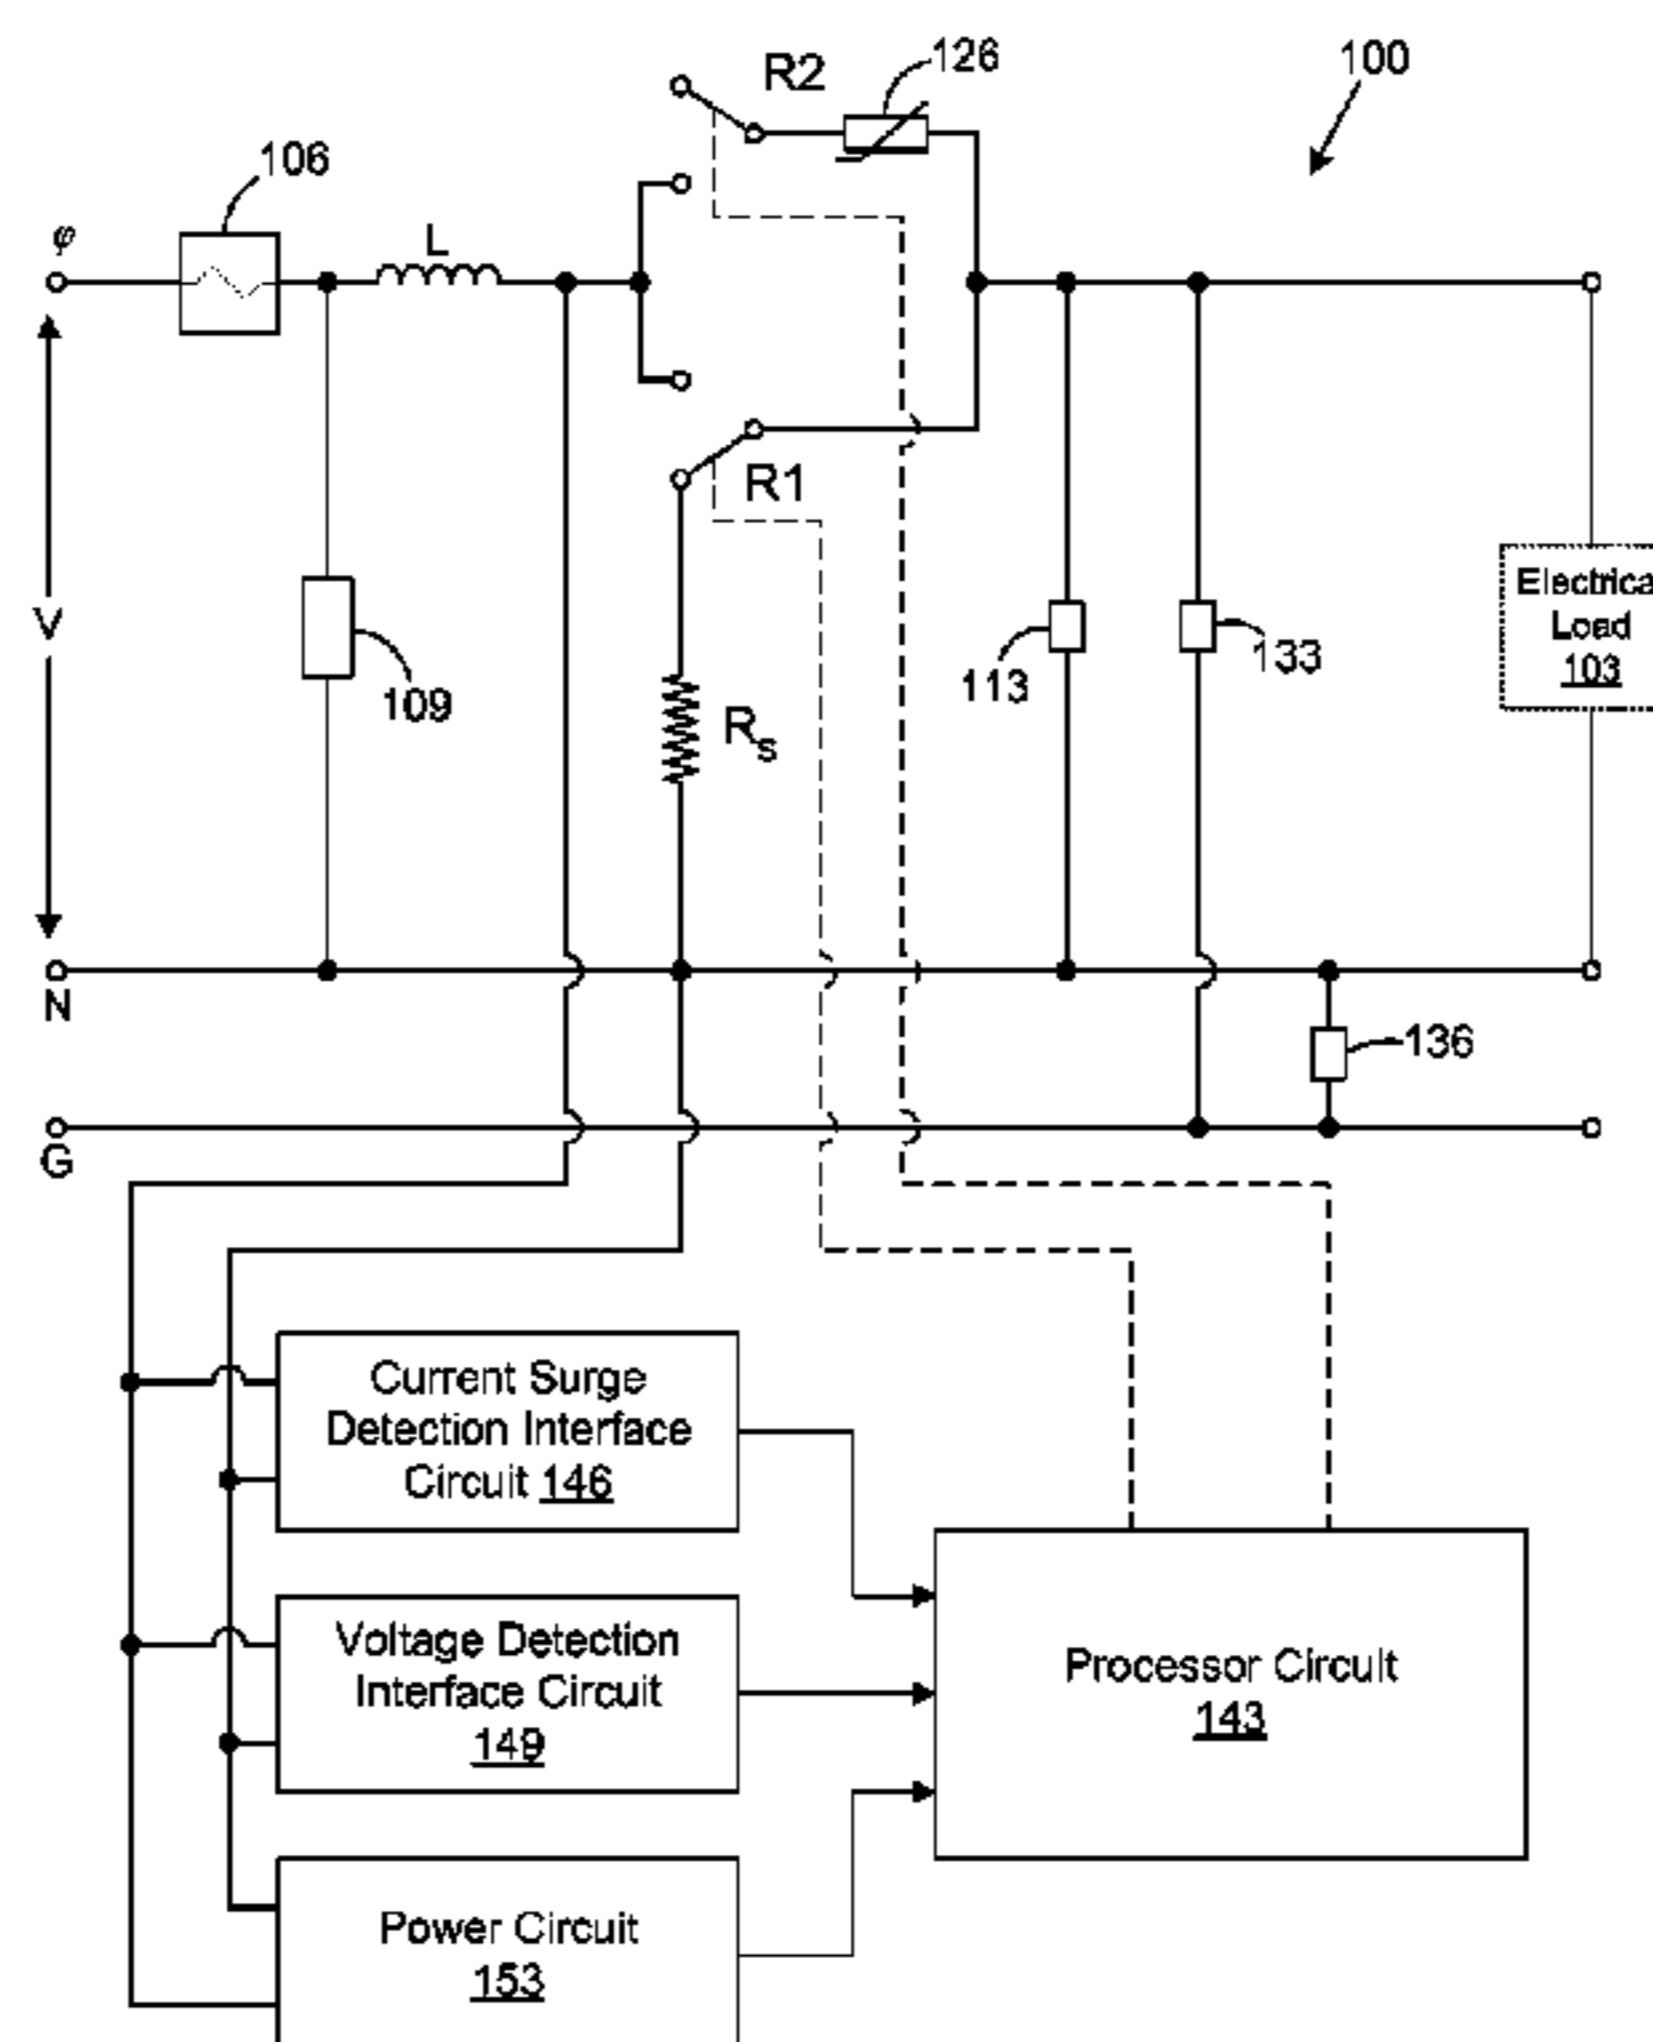 R2
126
100
106
φ
L
R1
V
109
113
133
Electrica
Load
103
Rs
N
136
G
Current Surge
Detection Interface
Circuit 146
Voltage Detection
Interface Circuit
149
Processor Circuit
143
Power Circuit
153